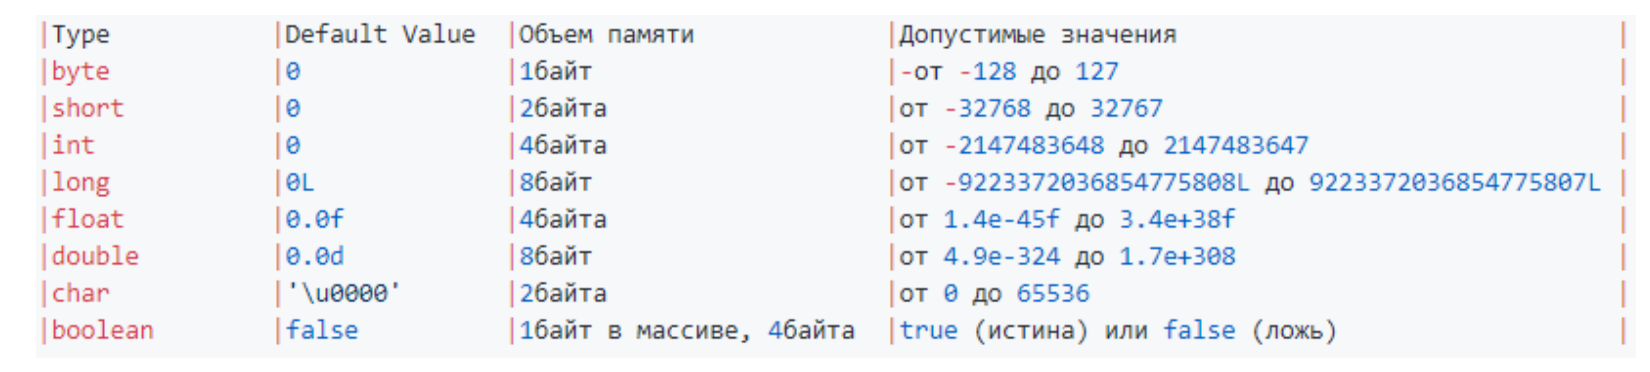 |Type |Default Value |Объем памяти |Допустимые значения |
|byte |0 |1байт |-от -128 до 127 |
|short |0 |2байта |от -32768 до 32767 |
|int |0 |4байта |от -2147483648 до 2147483647 |
|long |0L |8байт |от -9223372036854775808L до 9223372036854775807L |
|float |0.0f |4байта |от 1.4e-45f до 3.4e+38f |
|double |0.0d |8байт |от 4.9e-324 до 1.7e+308 |
|char |'\u0000' |2байта |от 0 до 65536 |
|boolean |false |1байт в массиве, 4байта |true (истина) или false (ложь) |